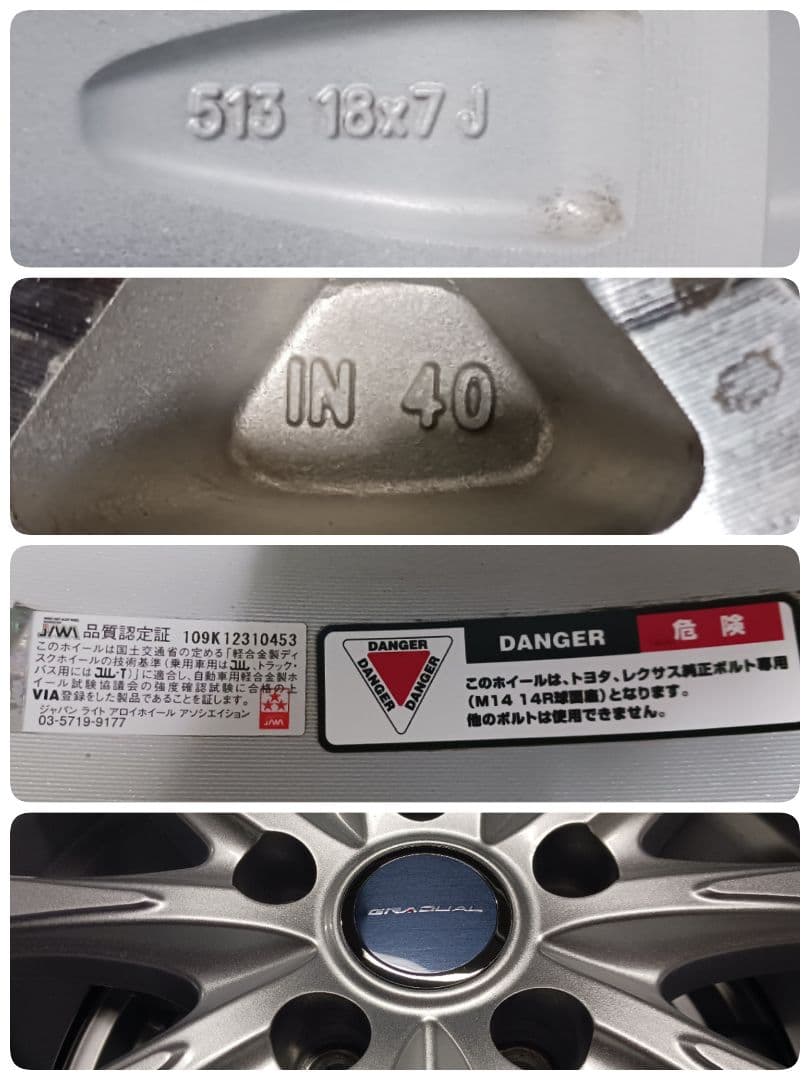 513 18x7J
IN 40
JAWA 品質認定証 109K12310453
このホイールは国土交通省の定める「軽合金製ディ
スクホイールの技術基準(乗用車用はJWL、トラック・
バス用にはJWL-T)」に適合し、自動車用軽合金製ホ
イール試験協議会の強度確認試験に合格の上
VIA登録をした製品であることを証します。
ジャパン ライト アロイホイール アソシエイション
03-5719-9177
JAWA
DANGER
DANGER
DANGER
DANGER 危険
このホイールは、トヨタ、レクサス純正ボルト専用
(M14 14R球面座)となります。
他のボルトは使用できません。
GRADUAL